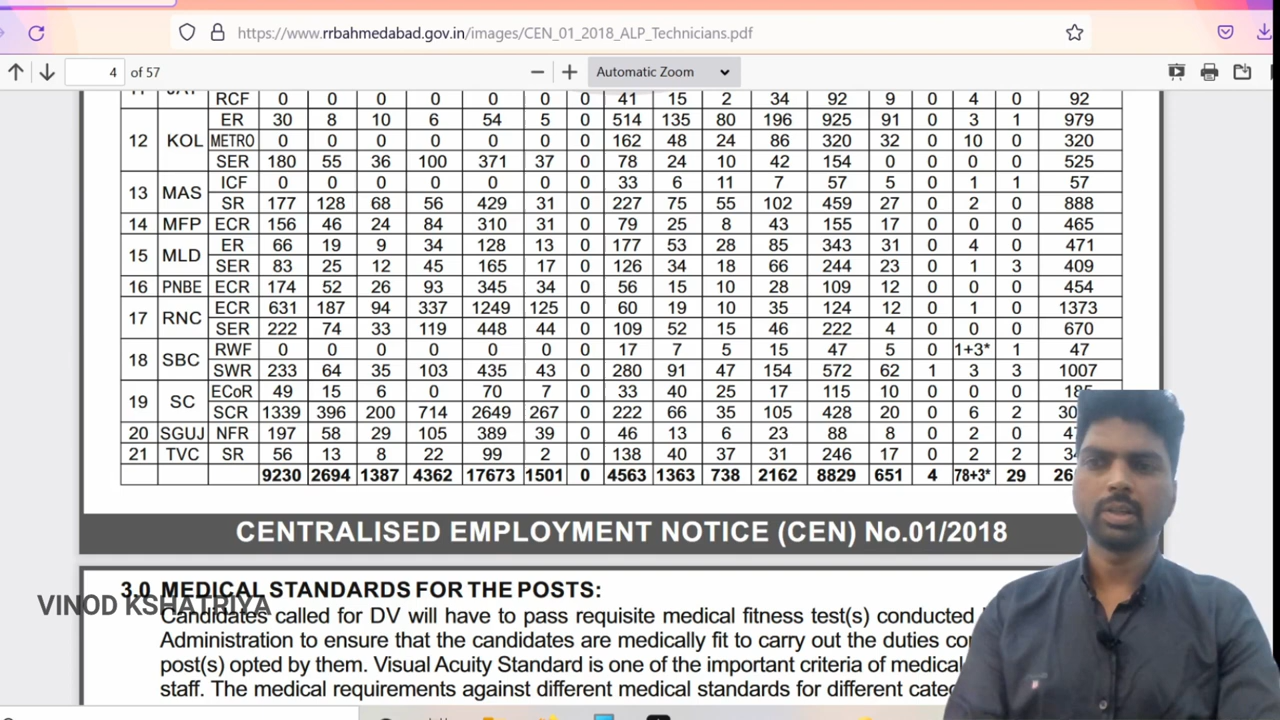 https://www.rrbahmedabad.gov.in/images/CEN_01_2018_ALP_Technicians.pdf
4 of 57
Automatic Zoom
RCF 0 0 0 0 0 0 0 41 15 2 34 92 9 0 4 0 92
12 KOL ER 30 8 10 6 54 5 0 514 135 80 196 925 91 0 3 1 979
METRO 0 0 0 0 0 0 0 162 48 24 86 320 32 0 10 0 320
SER 180 55 36 100 371 37 0 78 24 10 42 154 0 0 0 0 525
13 MAS ICF 0 0 0 0 0 0 0 33 6 11 7 57 5 0 1 1 57
SR 177 128 68 56 429 31 0 227 75 55 102 459 27 0 2 0 888
14 MFP ECR 156 46 24 84 310 31 0 79 25 8 43 155 17 0 0 0 465
15 MLD ER 66 19 9 34 128 13 0 177 53 28 85 343 31 0 4 0 471
SER 83 25 12 45 165 17 0 126 34 18 66 244 23 0 1 3 409
16 PNBE ECR 174 52 26 93 345 34 0 56 15 10 28 109 12 0 0 0 454
17 RNC ECR 631 187 94 337 1249 125 0 60 19 10 35 124 12 0 1 0 1373
SER 222 74 33 119 448 44 0 109 52 15 46 222 4 0 0 0 670
18 SBC RWF 0 0 0 0 0 0 0 17 7 5 15 47 5 0 1+3* 1 47
SWR 233 64 35 103 435 43 0 280 91 47 154 572 62 1 3 3 1007
19 SC ECoR 49 15 6 0 70 7 0 33 40 25 17 115 10 0 0 0
SCR 1339 396 200 714 2649 267 0 222 66 35 105 428 20 0 6 2
20 SGUJ NFR 197 58 29 105 389 39 0 46 13 6 23 88 8 0 2 0
21 TVC SR 56 13 8 22 99 2 0 138 40 37 31 246 17 0 2 2
9230 2694 1387 4362 17673 1501 0 4563 1363 738 2162 8829 651 4 78+3* 29
CENTRALISED EMPLOYMENT NOTICE (CEN) No.01/2018
3.0 MEDICAL STANDARDS FOR THE POSTS:
VINOD KSHATRIYA
Candidates called for DV will have to pass requisite medical fitness test(s) conducted
Administration to ensure that the candidates are medically fit to carry out the duties
post(s) opted by them. Visual Acuity Standard is one of the important criteria of medical
staff. The medical requirements against different medical standards for different